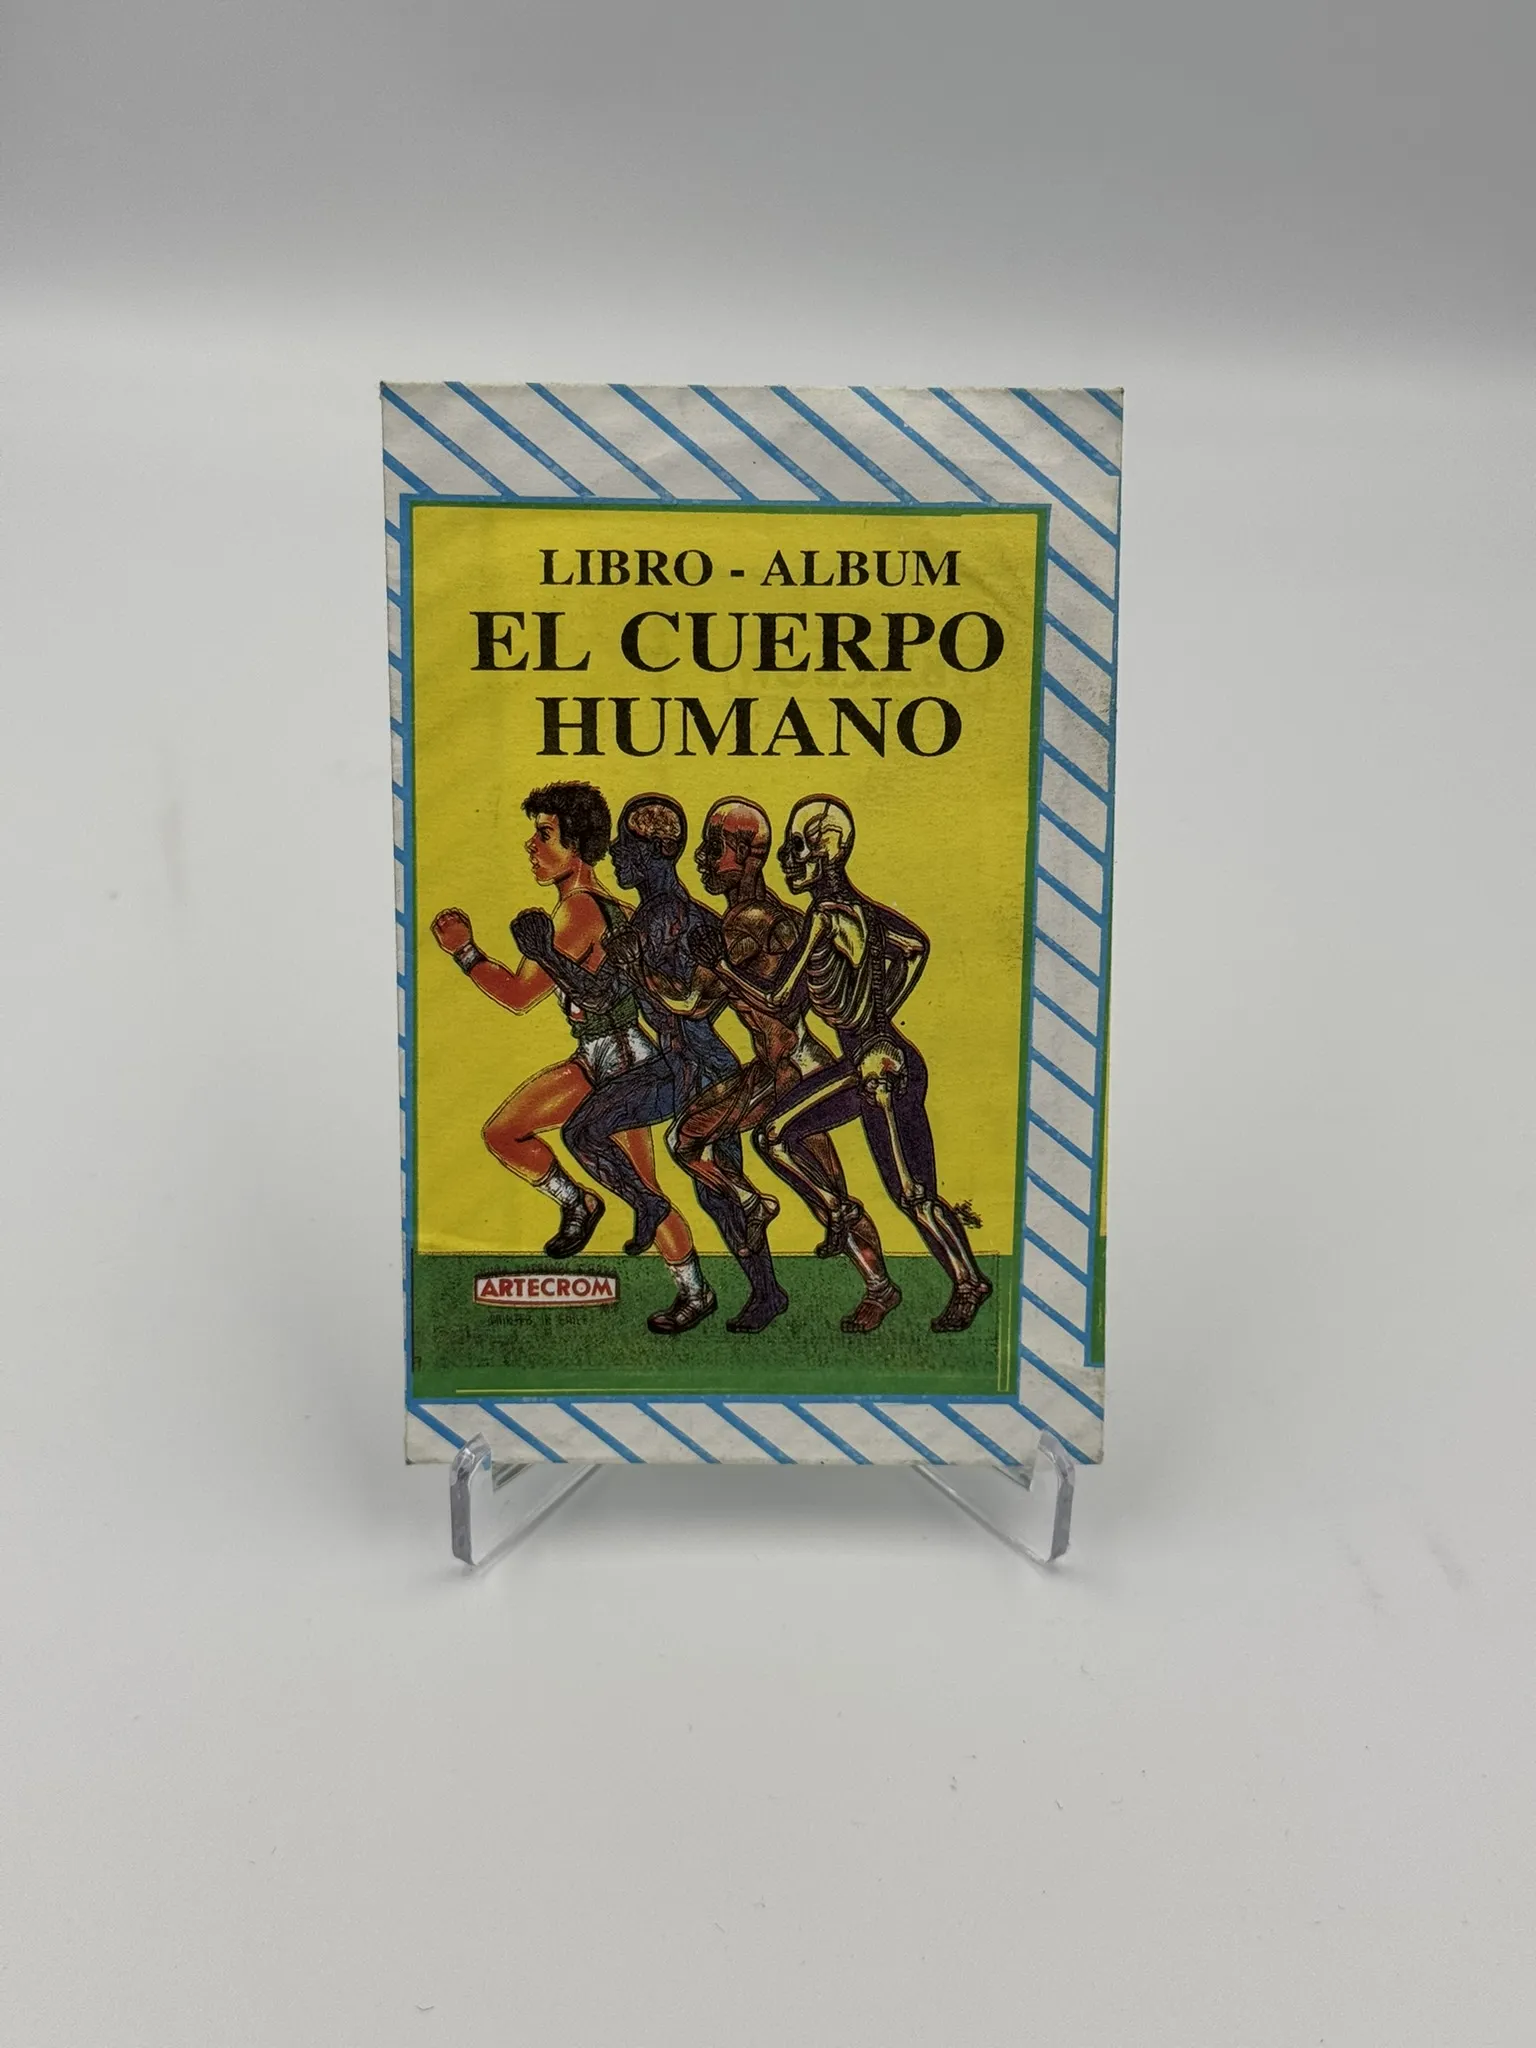 LIBRO - ALBUM
EL CUERPO
HUMANO
ARTECROM